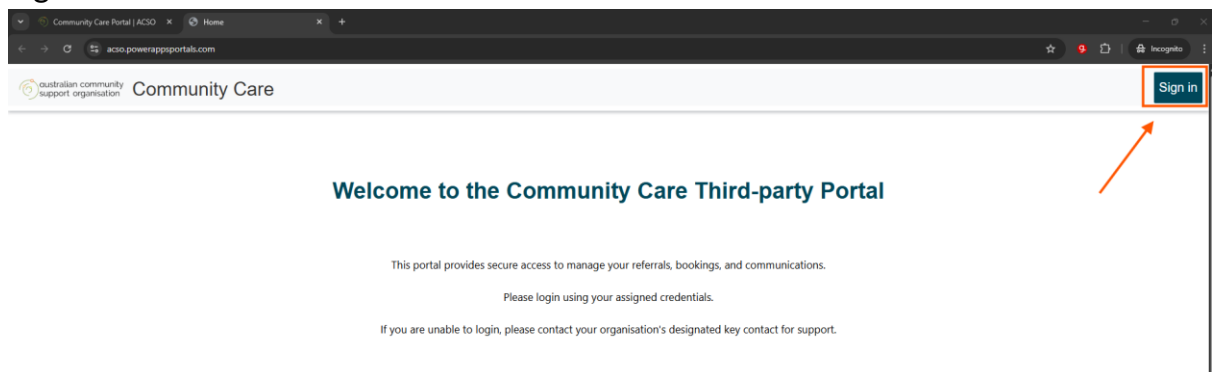 Community Care Portal | ACSO
Home
acso.powerappsportals.com
Incognito
australian community
support organisation
Community Care
Sign in
Welcome to the Community Care Third-party Portal
This portal provides secure access to manage your referrals, bookings, and communications.
Please login using your assigned credentials.
If you are unable to login, please contact your organisation's designated key contact for support.